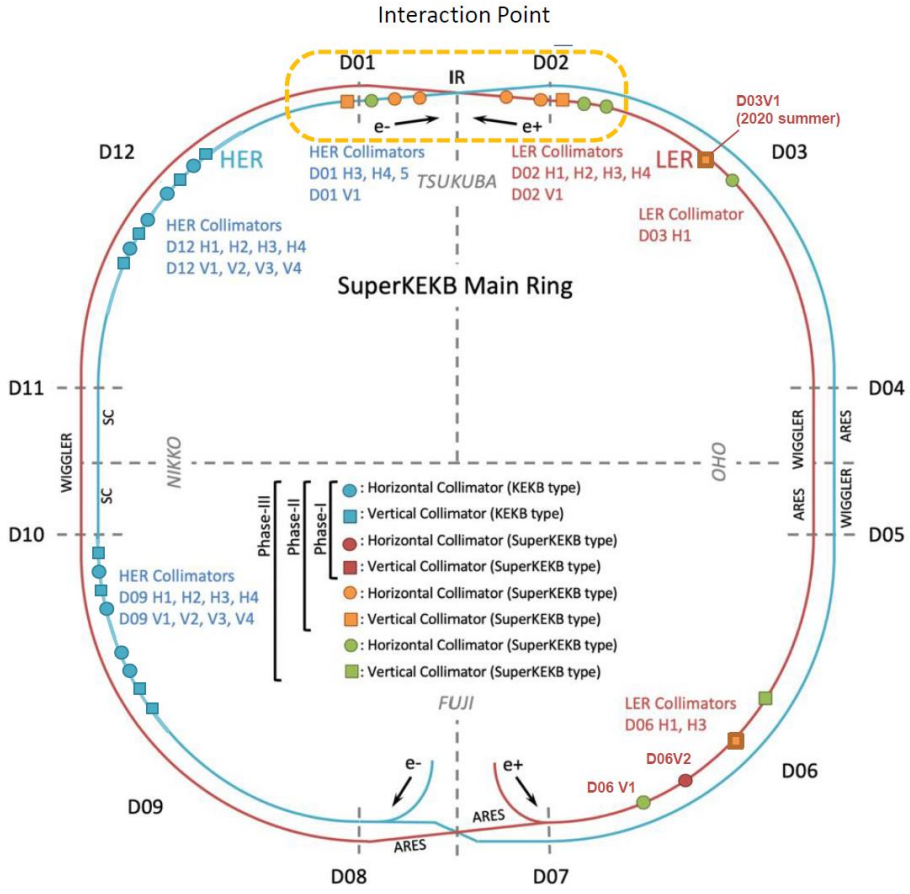 Interaction Point
D01
D02
IR
e-
e+
D03V1
(2020 summer)
D12
HER
HER Collimators
D01 H3, H4, 5
D01 V1
TSUKUBA
LER Collimators
D02 H1, H2, H3, H4
D02 V1
LER
D03
LER Collimator
D03 H1
HER Collimators
D12 H1, H2, H3, H4
D12 V1, V2, V3, V4
SuperKEKB Main Ring
D11
D04
SC
WIGGLER
ARES
WIGGLER
NIKKO
OHO
SC
ARES
WIGGLER
D10
D05
Phase-III
Phase-II
Phase-I
: Horizontal Collimator (KEKB type)
: Vertical Collimator (KEKB type)
: Horizontal Collimator (SuperKEKB type)
: Vertical Collimator (SuperKEKB type)
: Horizontal Collimator (SuperKEKB type)
: Vertical Collimator (SuperKEKB type)
: Horizontal Collimator (SuperKEKB type)
: Vertical Collimator (SuperKEKB type)
HER Collimators
D09 H1, H2, H3, H4
D09 V1, V2, V3, V4
FUJI
LER Collimators
D06 H1, H3
D06V2
D06 V1
D06
D09
e-
e+
ARES
ARES
D08
D07